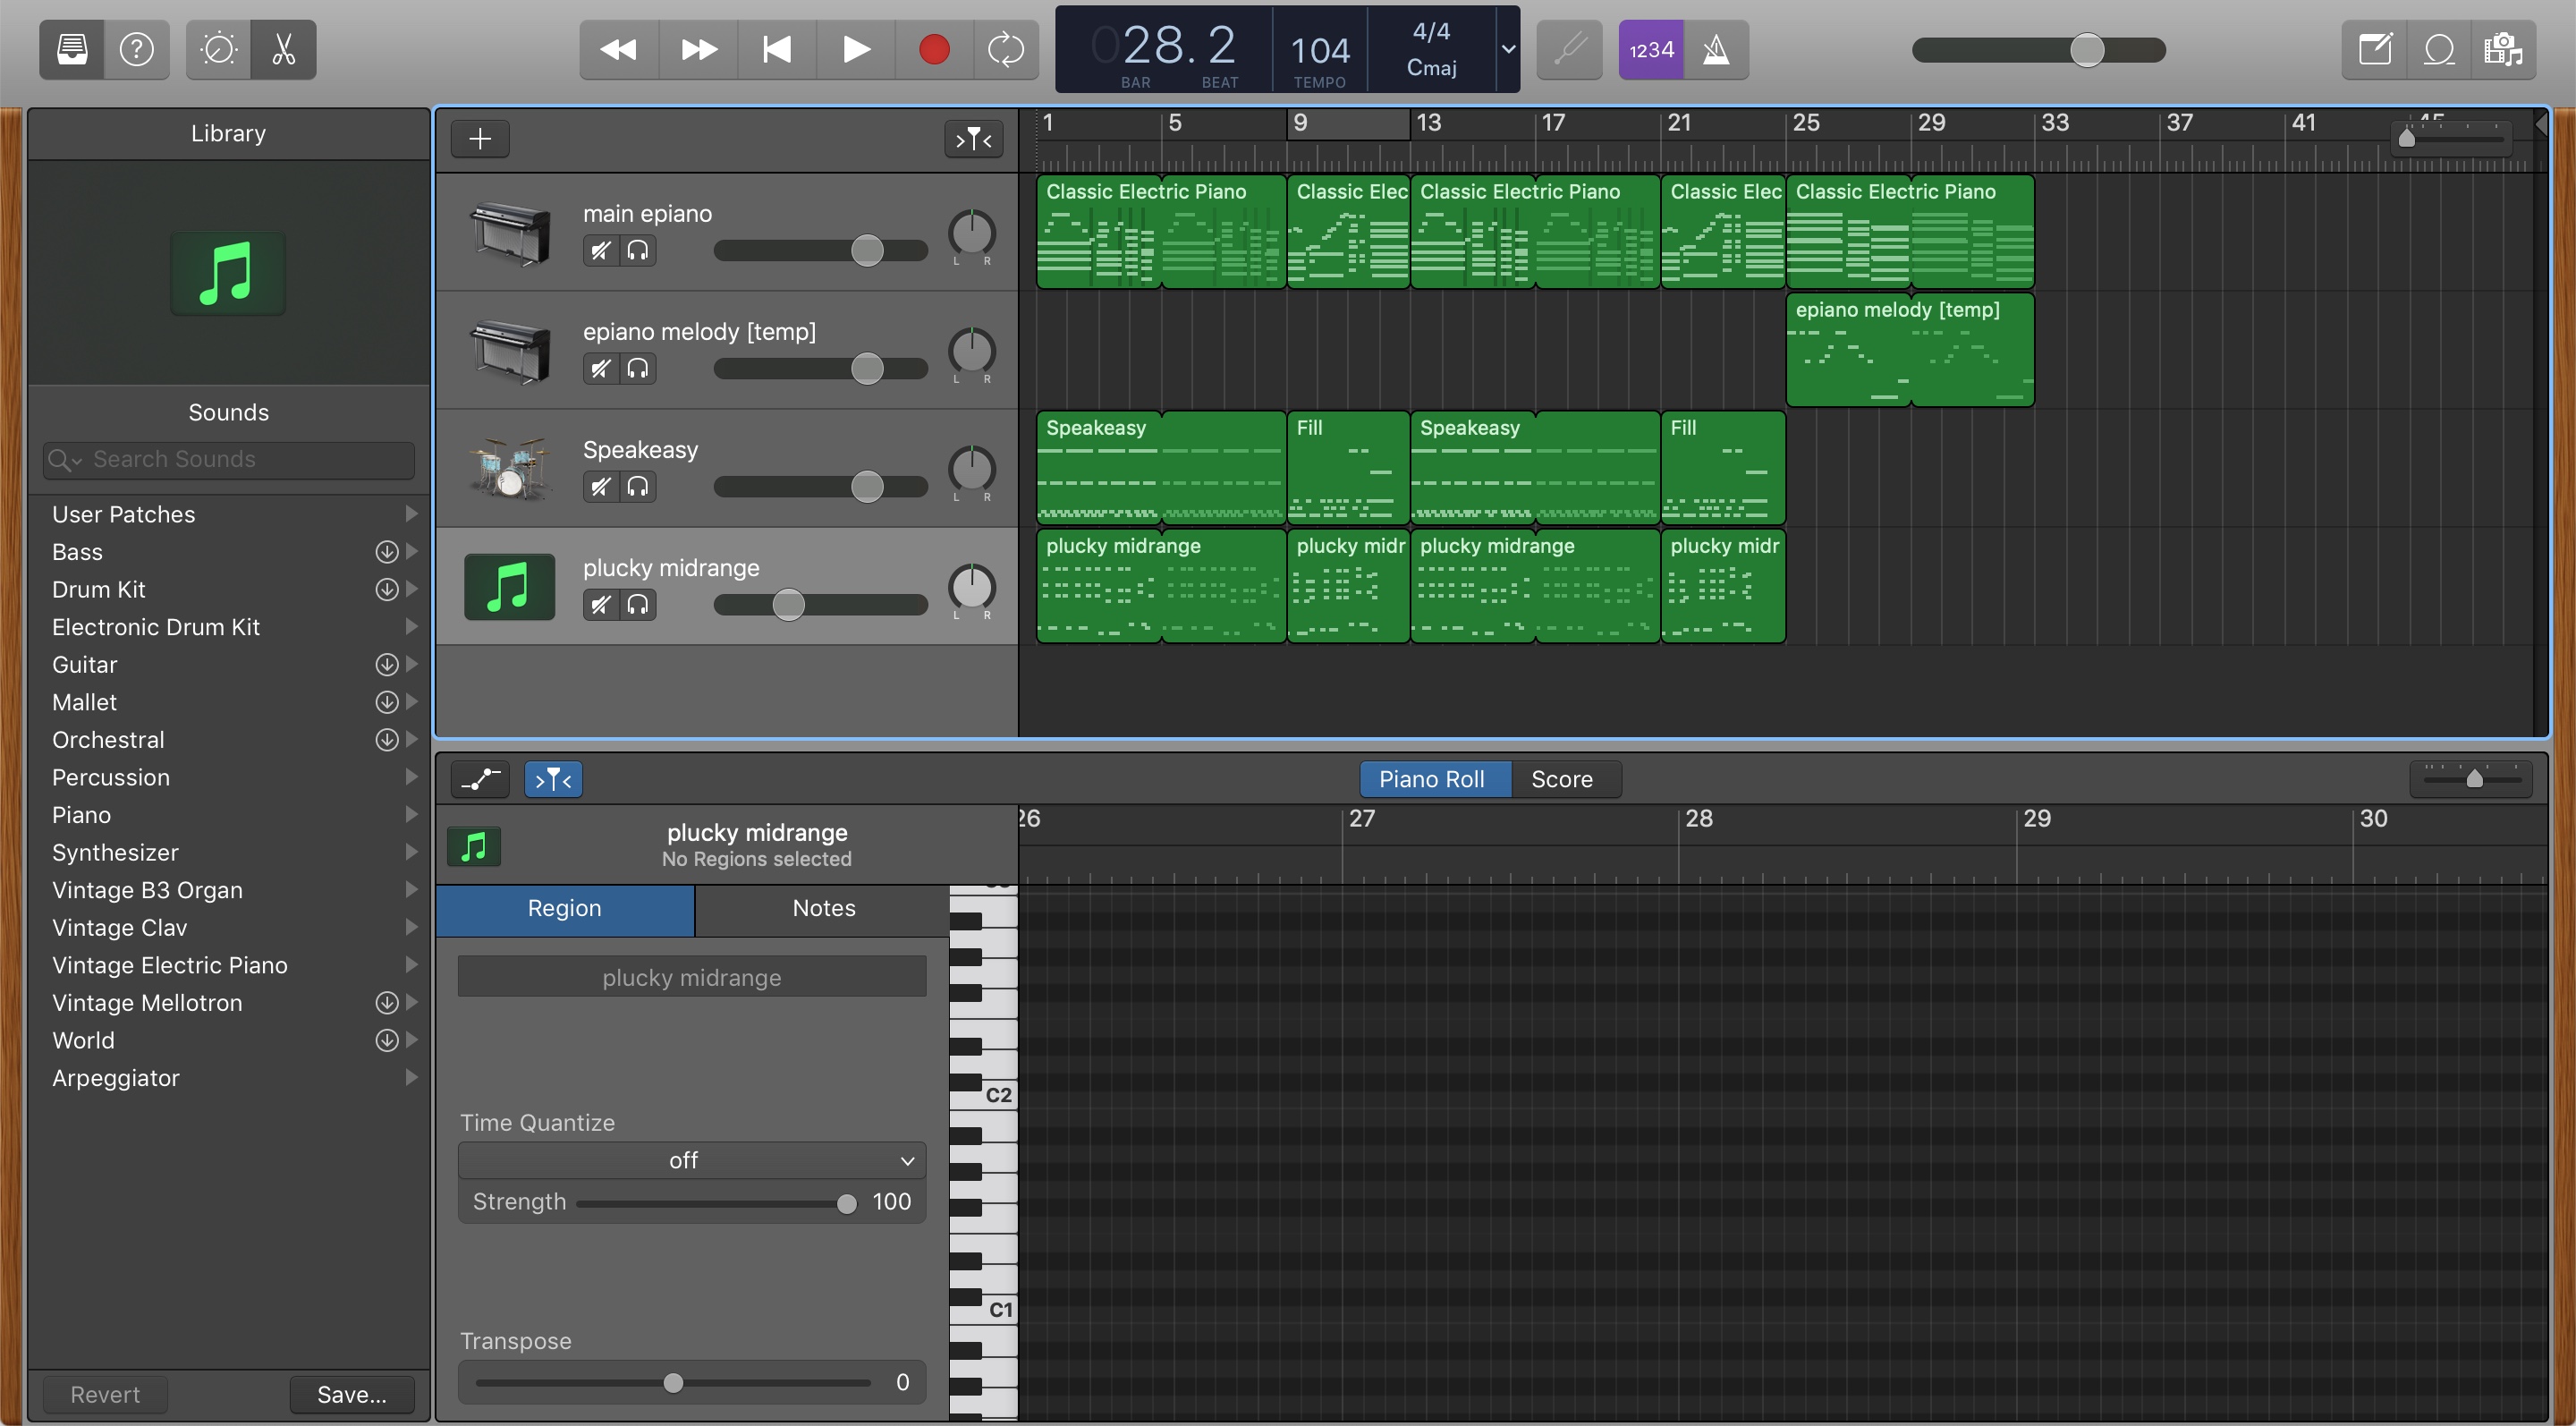 028. 2
BAR
BEAT
104
TEMPO
4/4
Cmaj
1234
Library
Sounds
Search Sounds
User Patches
Bass
Drum Kit
Electronic Drum Kit
Guitar
Mallet
Orchestral
Percussion
Piano
Synthesizer
Vintage B3 Organ
Vintage Clav
Vintage Electric Piano
Vintage Mellotron
World
Arpeggiator
Revert
Save...
1 5 9 13 17 21 25 29 33 37 41 45
main epiano
L R
Classic Electric Piano
Classic Elec
Classic Electric Piano
Classic Elec
Classic Electric Piano
epiano melody [temp]
L R
epiano melody [temp]
Speakeasy
L R
Speakeasy
Fill
Speakeasy
Fill
plucky midrange
L R
plucky midrange
plucky midr
plucky midrange
plucky midr
Piano Roll
Score
plucky midrange
No Regions selected
26 27 28 29 30
Region
Notes
plucky midrange
Time Quantize
off
Strength
100
Transpose
0
C2
C1